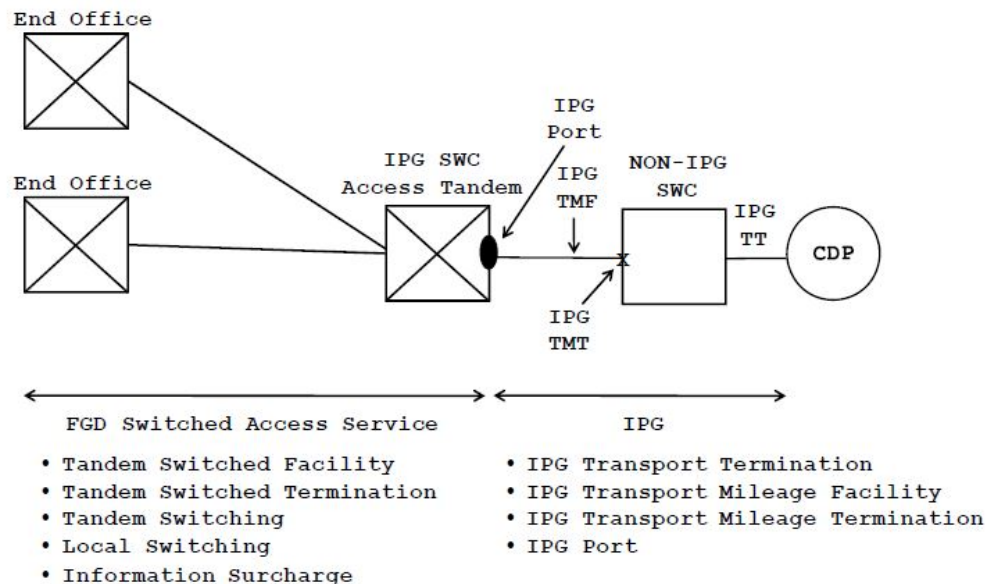 End Office
End Office
IPG SWC
Access Tandem
IPG
Port
IPG
TMF
NON-IPG
SWC
IPG
TT
CDP
X
IPG
TMT
FGD Switched Access Service
• Tandem Switched Facility
• Tandem Switched Termination
• Tandem Switching
• Local Switching
• Information Surcharge
IPG
• IPG Transport Termination
• IPG Transport Mileage Facility
• IPG Transport Mileage Termination
• IPG Port